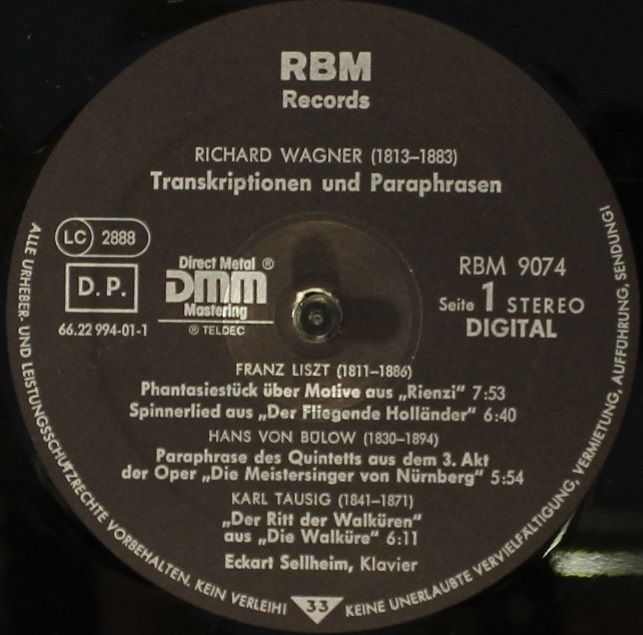 RBM
Records
RICHARD WAGNER (1813–1883)
Transkriptionen und Paraphrasen
LC 2888
D. P.
66.22 994-01-1
Direct Metal ®
DMM
Mastering
® TELDEC
RBM 9074
Seite 1 STEREO
DIGITAL
FRANZ LISZT (1811–1886)
Phantasiestück über Motive aus „Rienzi“ 7:53
Spinnerlied aus „Der Fliegende Holländer“ 6:40
HANS VON BÜLOW (1830–1894)
Paraphrase des Quintetts aus dem 3. Akt
der Oper „Die Meistersinger von Nürnberg“ 5:54
KARL TAUSIG (1841–1871)
„Der Ritt der Walküren“
aus „Die Walküre“ 6:11
Eckart Sellheim, Klavier
ALLE URHEBER. UND LEISTUNGSSCHUTZRECHTE VORBEHALTEN. KEIN VERLEIH!
33
KEINE UNERLAUBTE VERVIELFÄLTIGUNG, VERMIETUNG, AUFFÜHRUNG, SENDUNG!